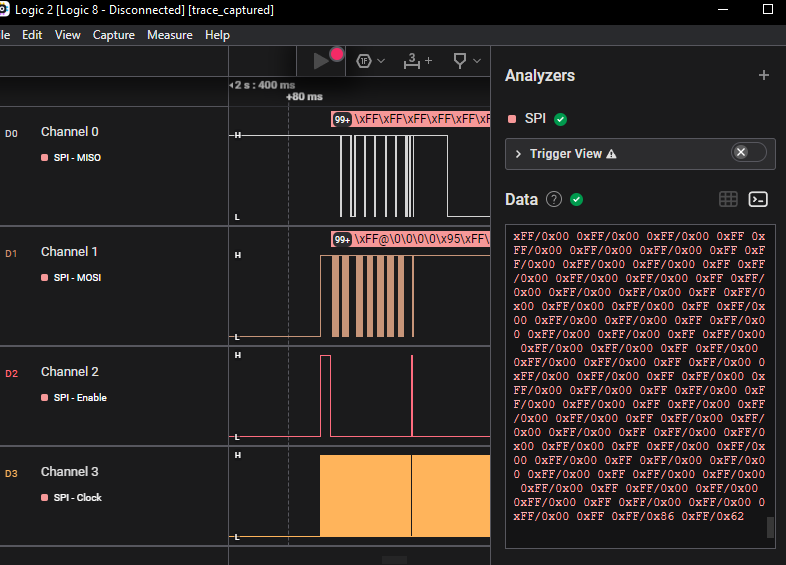 Logic 2 [Logic 8 - Disconnected] [trace_captured]
le Edit View Capture Measure Help
1F
3 +
2 s : 400 ms
+80 ms
D0 Channel 0
SPI - MISO
H
L
99+ \xFF\xFF\xFF\xFF\xFF\xF
D1 Channel 1
SPI - MOSI
H
L
99+ \xFF@\0\0\0\0\x95\xFF\
D2 Channel 2
SPI - Enable
H
L
D3 Channel 3
SPI - Clock
H
L
Analyzers +
SPI
Trigger View
Data ?
xFF/0x00 0xFF/0x00 0xFF/0x00 0xFF 0x
FF/0x00 0xFF/0x00 0xFF/0x00 0xFF 0xF
F/0x00 0xFF/0x00 0xFF/0x00 0xFF 0xFF
/0x00 0xFF/0x00 0xFF/0x00 0xFF 0xFF/
0x00 0xFF/0x00 0xFF/0x00 0xFF 0xFF/0
x00 0xFF/0x00 0xFF/0x00 0xFF 0xFF/0x
00 0xFF/0x00 0xFF/0x00 0xFF 0xFF/0x0
0 0xFF/0x00 0xFF/0x00 0xFF 0xFF/0x00
0xFF/0x00 0xFF/0x00 0xFF 0xFF/0x00
0xFF/0x00 0xFF/0x00 0xFF 0xFF/0x00 0
xFF/0x00 0xFF/0x00 0xFF 0xFF/0x00 0x
FF/0x00 0xFF/0x00 0xFF 0xFF/0x00 0xF
F/0x00 0xFF/0x00 0xFF 0xFF/0x00 0xFF
/0x00 0xFF/0x00 0xFF 0xFF/0x00 0xFF/
0x00 0xFF/0x00 0xFF 0xFF/0x00 0xFF/0
x00 0xFF/0x00 0xFF 0xFF/0x00 0xFF/0x
00 0xFF/0x00 0xFF 0xFF/0x00 0xFF/0x0
0 0xFF/0x00 0xFF 0xFF/0x00 0xFF/0x00
0xFF/0x00 0xFF 0xFF/0x00 0xFF/0x00
0xFF/0x00 0xFF 0xFF/0x00 0xFF/0x00 0
xFF/0x00 0xFF 0xFF/0x86 0xFF/0x62